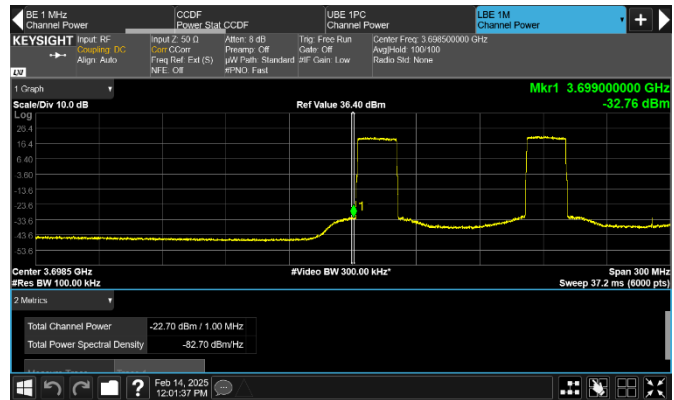 BE 1 MHz
Channel Power
CCDF
Power Stat CCDF
UBE 1PC
Channel Power
LBE 1M
Channel Power
KEYSIGHT
Input: RF
Coupling: DC
Align: Auto
Input Z: 50 Ω
Corr CCorr
Freq Ref: Ext (S)
NFE: Off
Atten: 8 dB
Preamp: Off
µW Path: Standard
#PNO: Fast
Trig: Free Run
Gate: Off
#IF Gain: Low
Center Freq: 3.698500000 GHz
Avg|Hold: 100/100
Radio Std: None
LXI
1 Graph
Scale/Div 10.0 dB
Ref Value 36.40 dBm
Mkr1 3.699000000 GHz
-32.76 dBm
Log
26.4
16.4
6.40
-3.60
-13.6
-23.6
-33.6
-43.6
-53.6
1
Center 3.6985 GHz
#Res BW 100.00 kHz
#Video BW 300.00 kHz*
Span 300 MHz
Sweep 37.2 ms (6000 pts)
2 Metrics
Total Channel Power -22.70 dBm / 1.00 MHz
Total Power Spectral Density -82.70 dBm/Hz
?
Feb 14, 2025
12:01:37 PM